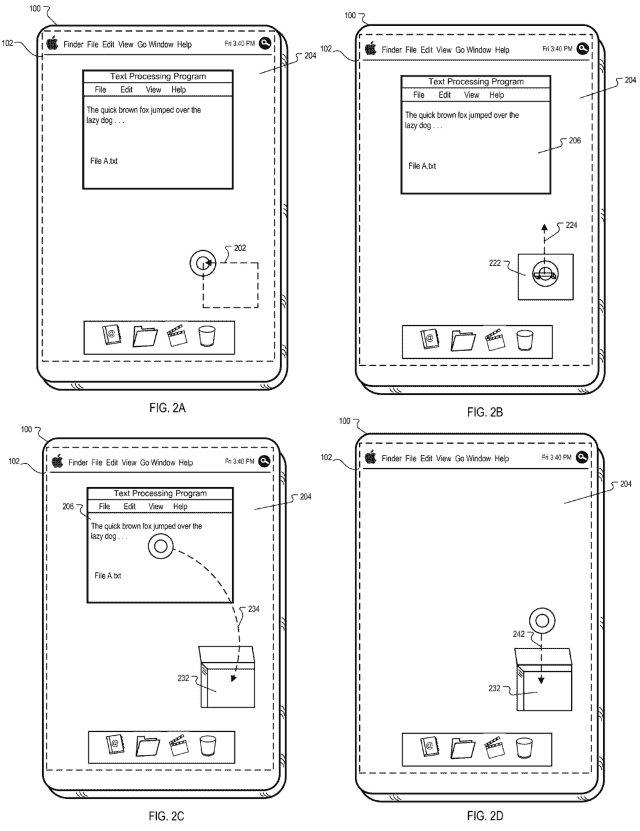 100
102
Finder File Edit View Go Window Help Fri 3:40 PM
204
Text Processing Program
File Edit View Help
The quick brown fox jumped over the
lazy dog . . .
File A.txt
202
@
FIG. 2A
100
102
Finder File Edit View Go Window Help Fri 3:40 PM
204
Text Processing Program
File Edit View Help
The quick brown fox jumped over the
lazy dog . . .
206
File A.txt
224
222
@
FIG. 2B
100
102
Finder File Edit View Go Window Help Fri 3:40 PM
204
Text Processing Program
206
File Edit View Help
The quick brown fox jumped over the
lazy dog . . .
File A.txt
234
232
@
FIG. 2C
100
102
Finder File Edit View Go Window Help Fri 3:40 PM
204
242
232
@
FIG. 2D